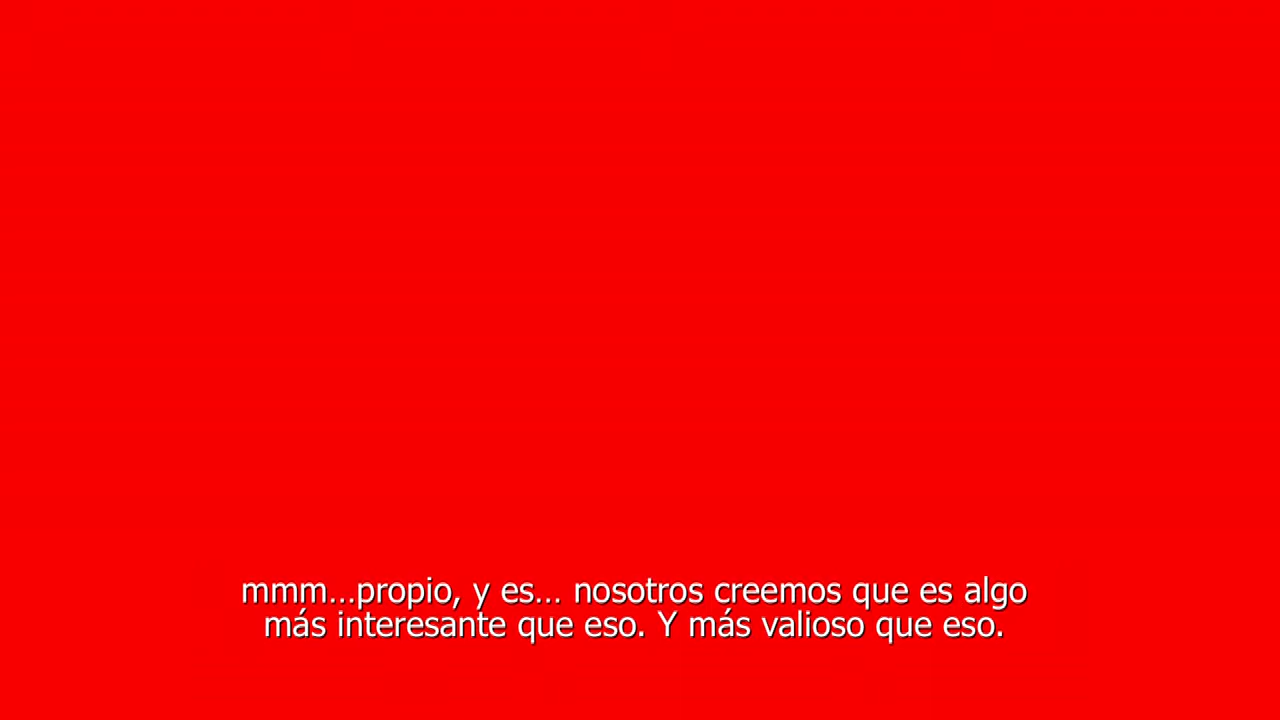 mmm...propio, y es... nosotros creemos que es algo
más interesante que eso. Y más valioso que eso.